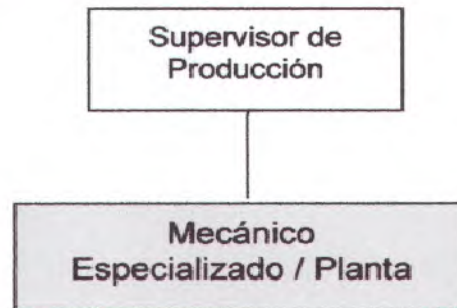 Supervisor de
Producción
Mecánico
Especializado / Planta